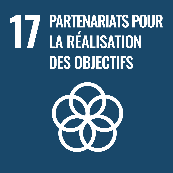 17 PARTENARIATS POUR
LA RÉALISATION
DES OBJECTIFS